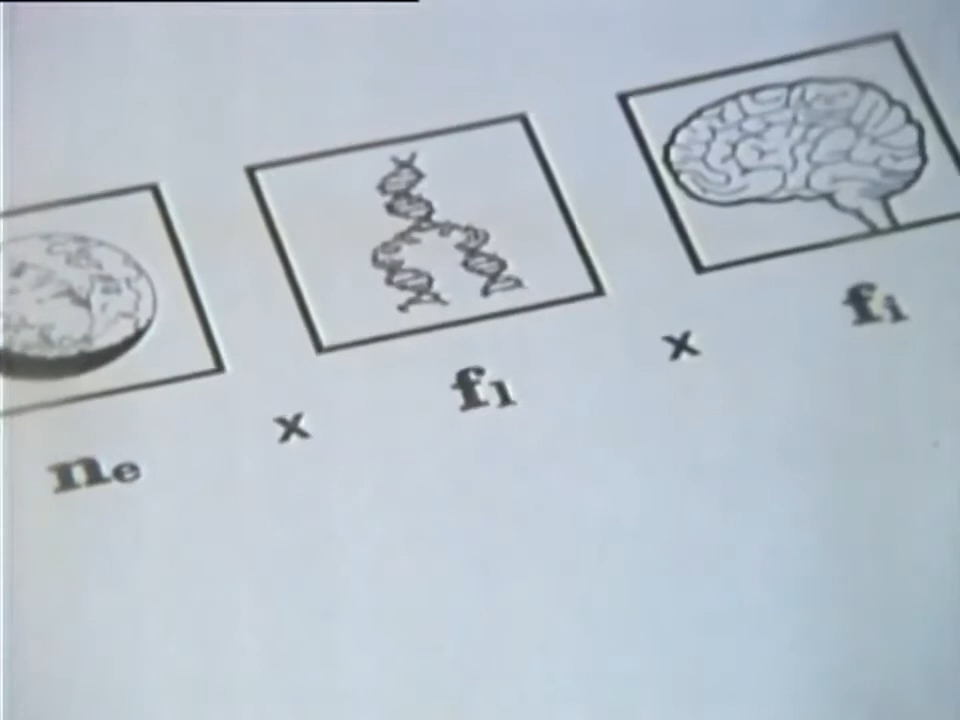 nₑ x fₗ x fᵢ